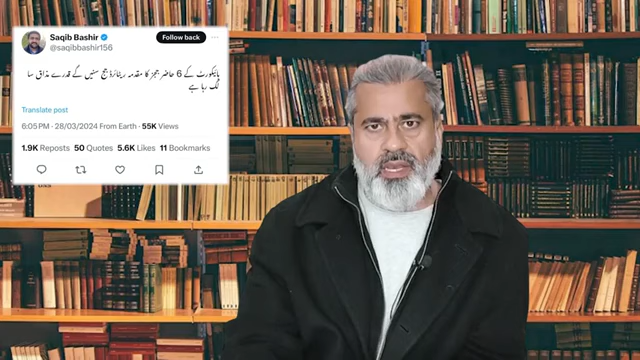 Saqib Bashir
Follow back
@saqibbashir156
ہائیکورٹ کے 6 حاضر ججز کا مقدمہ ریٹائرڈ جج سنیں گے قدرے مذاق سا
لگ رہا ہے
Translate post
6:05 PM · 28/03/2024 From Earth · 55K Views
1.9K Reposts 50 Quotes 5.6K Likes 11 Bookmarks